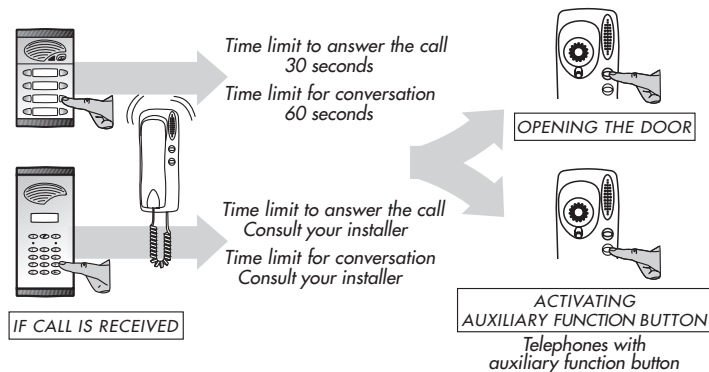 Time limit to answer the call
30 seconds
Time limit for conversation
60 seconds
Time limit to answer the call
Consult your installer
Time limit for conversation
Consult your installer
IF CALL IS RECEIVED
OPENING THE DOOR
ACTIVATING
AUXILIARY FUNCTION BUTTON
Telephones with
auxiliary function button